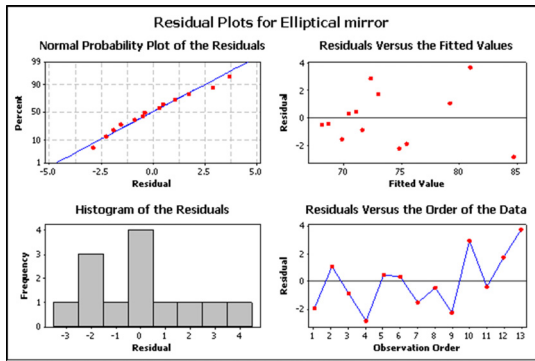 Residual Plots for Elliptical mirror
Normal Probability Plot of the Residuals
99
90
50
10
1
Percent
-5.0 -2.5 0.0 2.5 5.0
Residual
Residuals Versus the Fitted Values
4
2
0
-2
Residual
70 75 80 85
Fitted Value
Histogram of the Residuals
4
3
2
1
0
Frequency
-3 -2 -1 0 1 2 3 4
Residual
Residuals Versus the Order of the Data
4
2
0
-2
Residual
1 2 3 4 5 6 7 8 9 10 11 12 13
Observation Order